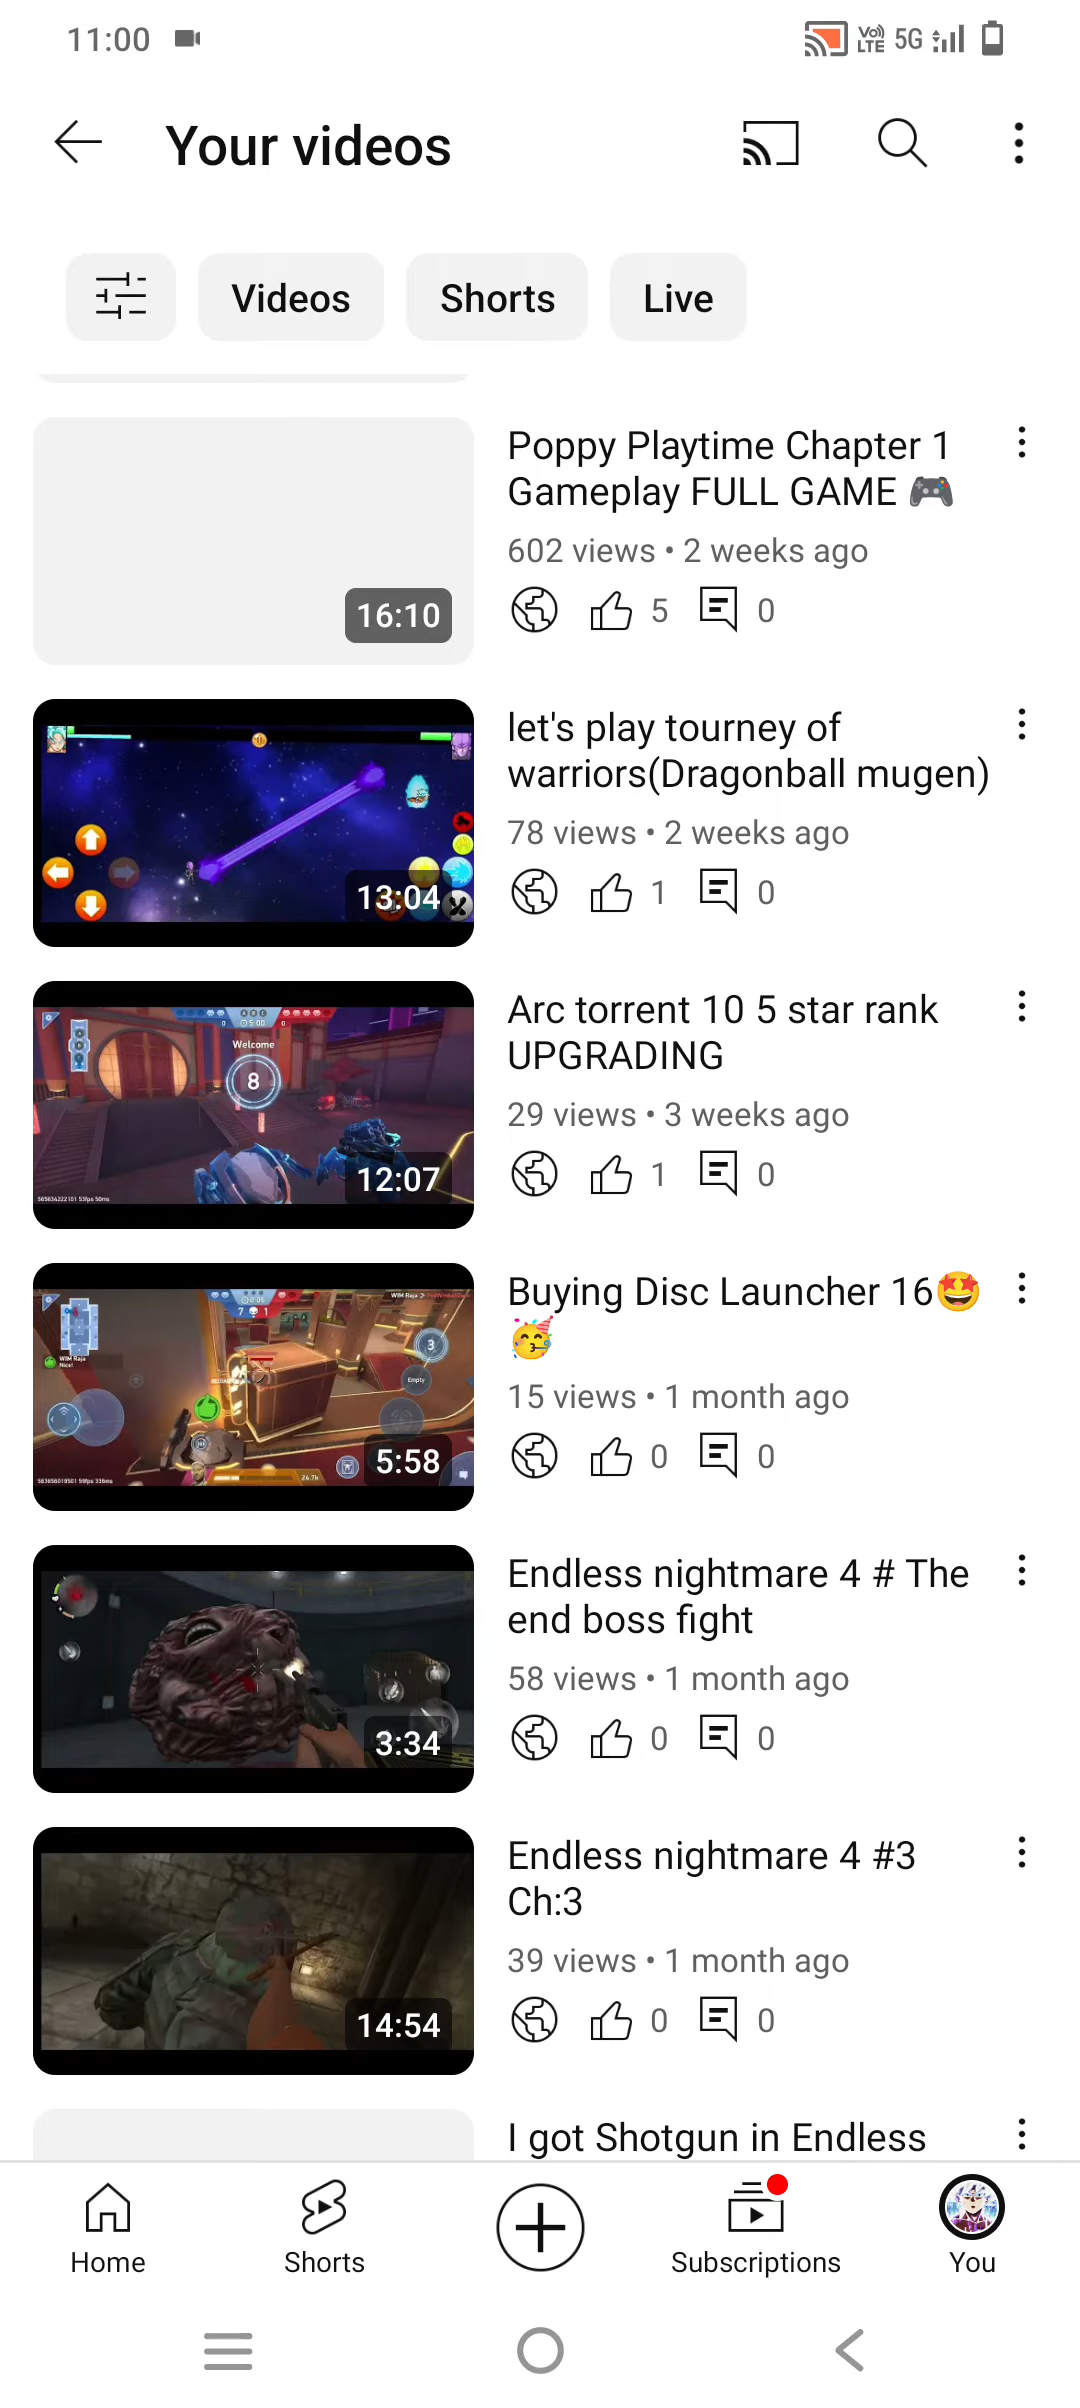 11:00
Vo)) LTE 5G
Your videos
Videos Shorts Live
Poppy Playtime Chapter 1
Gameplay FULL GAME 🎮
602 views • 2 weeks ago
5 0
16:10
let's play tourney of
warriors(Dragonball mugen)
78 views • 2 weeks ago
1 0
13:04
Arc torrent 10 5 star rank
UPGRADING
29 views • 3 weeks ago
1 0
Welcome
8
12:07
Buying Disc Launcher 16🤩
🥳
15 views • 1 month ago
0 0
3
Empty
5:58
Endless nightmare 4 # The
end boss fight
58 views • 1 month ago
0 0
3:34
Endless nightmare 4 #3
Ch:3
39 views • 1 month ago
0 0
14:54
I got Shotgun in Endless
Home Shorts Subscriptions You